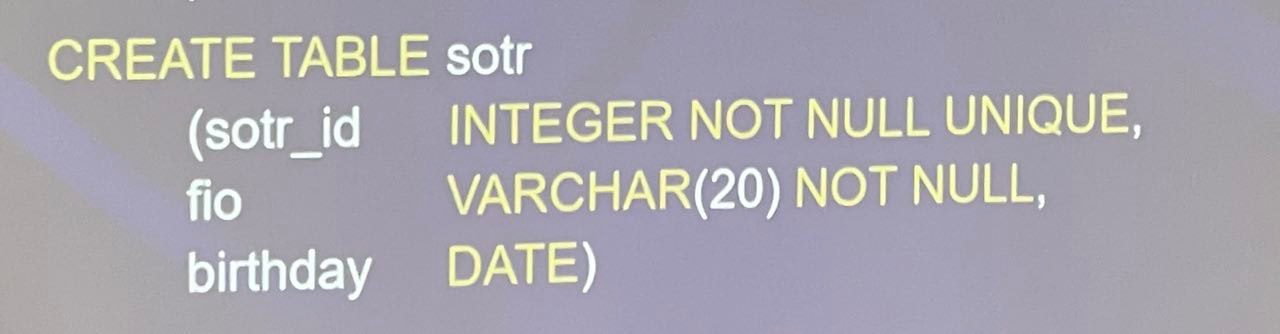 CREATE TABLE sotr
(sotr_id INTEGER NOT NULL UNIQUE,
fio VARCHAR(20) NOT NULL,
birthday DATE)